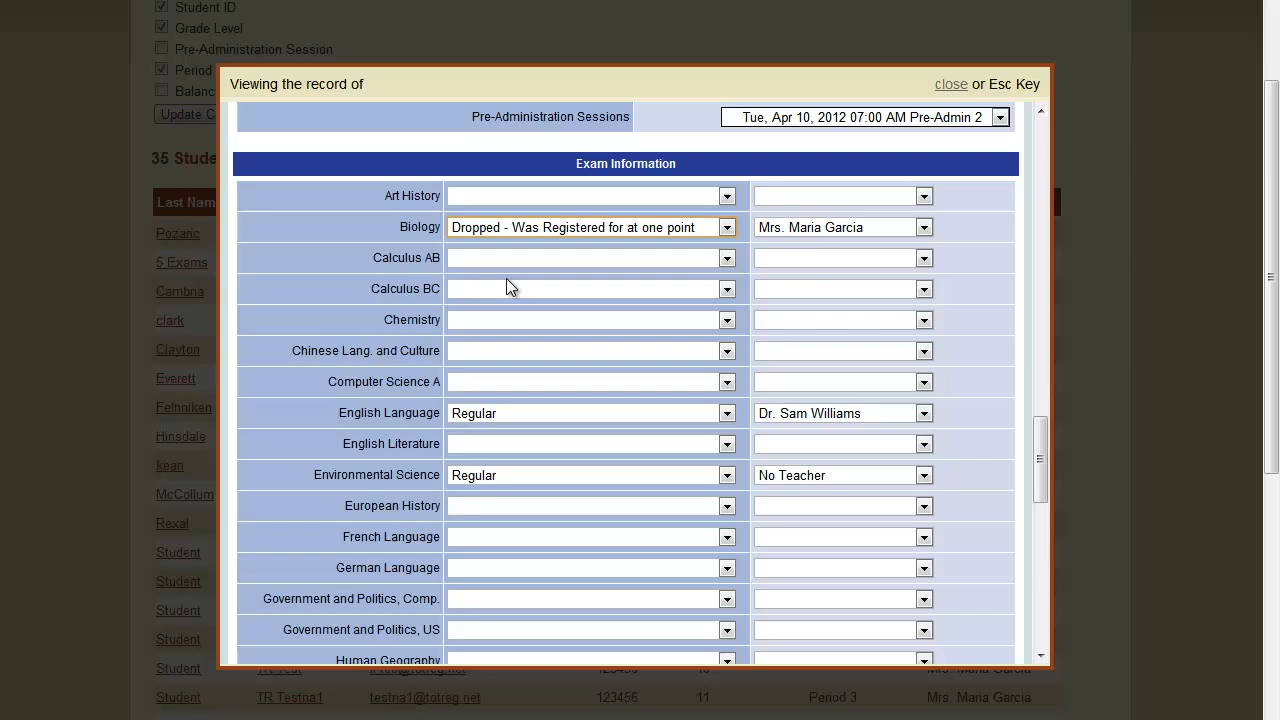 Student ID
Grade Level
Pre-Administration Session
Period
Update C
35 Stude
Last Nam
Pozaric
5 Exams
Cambria
clark
Clayton
Everett
Felhniken
Hinsdale
kean
McCollum
Rexal
Student
Student
Student
Student
Student TR Test 123456 10 Mrs. Maria Garcia
Student TR Testna1 testna1@totreg.net 123456 11 Period 3 Mrs. Maria Garcia
Viewing the record of close or Esc Key
Pre-Administration Sessions Tue, Apr 10, 2012 07:00 AM Pre-Admin 2
Exam Information
Art History
Biology Dropped - Was Registered for at one point Mrs. Maria Garcia
Calculus AB
Calculus BC
Chemistry
Chinese Lang. and Culture
Computer Science A
English Language Regular Dr. Sam Williams
English Literature
Environmental Science Regular No Teacher
European History
French Language
German Language
Government and Politics, Comp.
Government and Politics, US
Human Geography